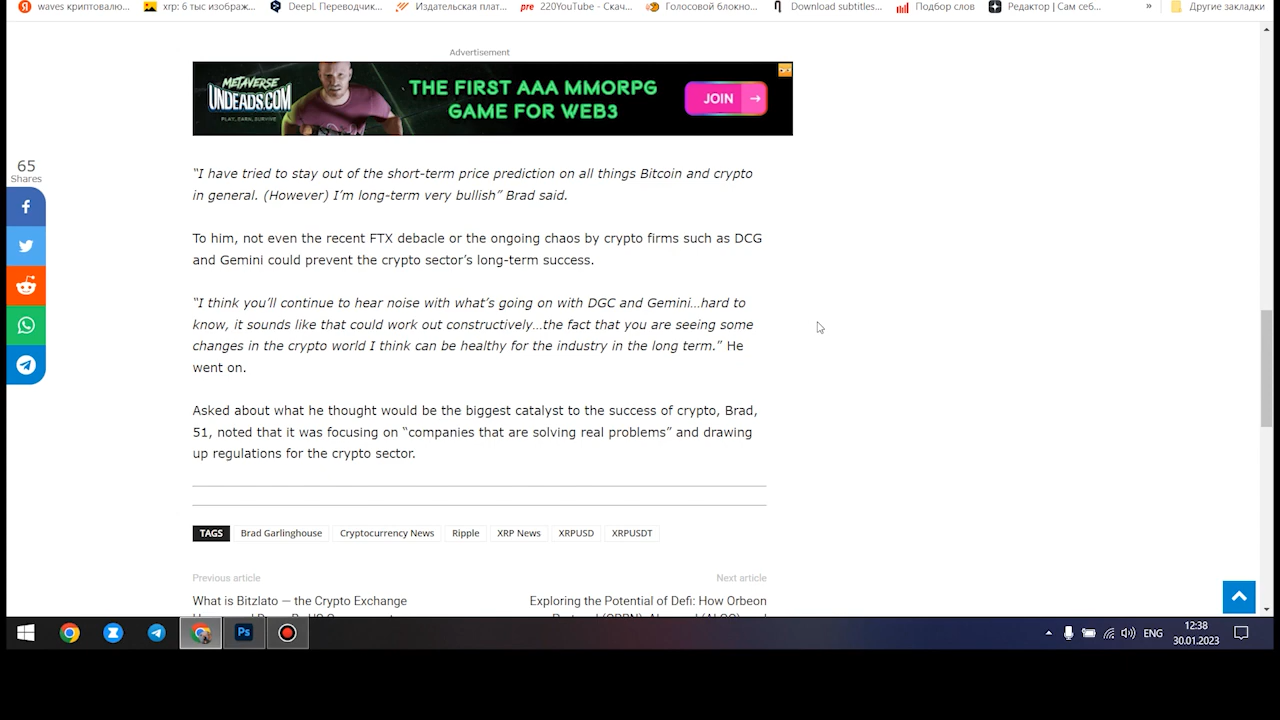 waves криптовалю...
xrp: 6 тыс изображ...
DeepL Переводчик...
Издательская плат...
220YouTube - Скач...
Голосовой блокно...
Download subtitles...
Подбор слов
Редактор | Сам себ...
»
Другие закладки
Advertisement
METAVERSE
UNDEADS.COM
PLAY. EARN. SURVIVE
THE FIRST AAA MMORPG
GAME FOR WEB3
JOIN →
65
Shares
“I have tried to stay out of the short-term price prediction on all things Bitcoin and crypto
in general. (However) I’m long-term very bullish” Brad said.
To him, not even the recent FTX debacle or the ongoing chaos by crypto firms such as DCG
and Gemini could prevent the crypto sector’s long-term success.
“I think you’ll continue to hear noise with what’s going on with DGC and Gemini…hard to
know, it sounds like that could work out constructively…the fact that you are seeing some
changes in the crypto world I think can be healthy for the industry in the long term.” He
went on.
Asked about what he thought would be the biggest catalyst to the success of crypto, Brad,
51, noted that it was focusing on “companies that are solving real problems” and drawing
up regulations for the crypto sector.
TAGS Brad Garlinghouse Cryptocurrency News Ripple XRP News XRPUSD XRPUSDT
Previous article
Next article
What is Bitzlato — the Crypto Exchange
Exploring the Potential of Defi: How Orbeon
Ps
ENG
12:38
30.01.2023